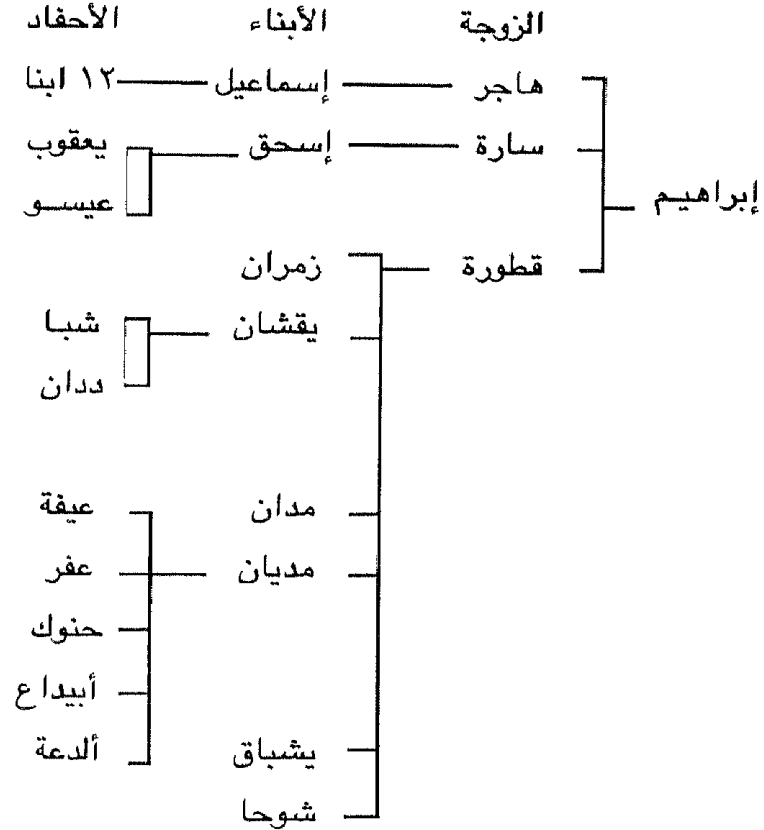 الزوجة الأبناء الأحفاد
هاجر إسماعيل ١٢ ابنا
سارة إسحق يعقوب
إبراهيم عيسو
قطورة زمران
يقشان شبا
ددان
مدان عيفة
مديان عفر
حنوك
أبيداع
يشباق ألدعة
شوحا